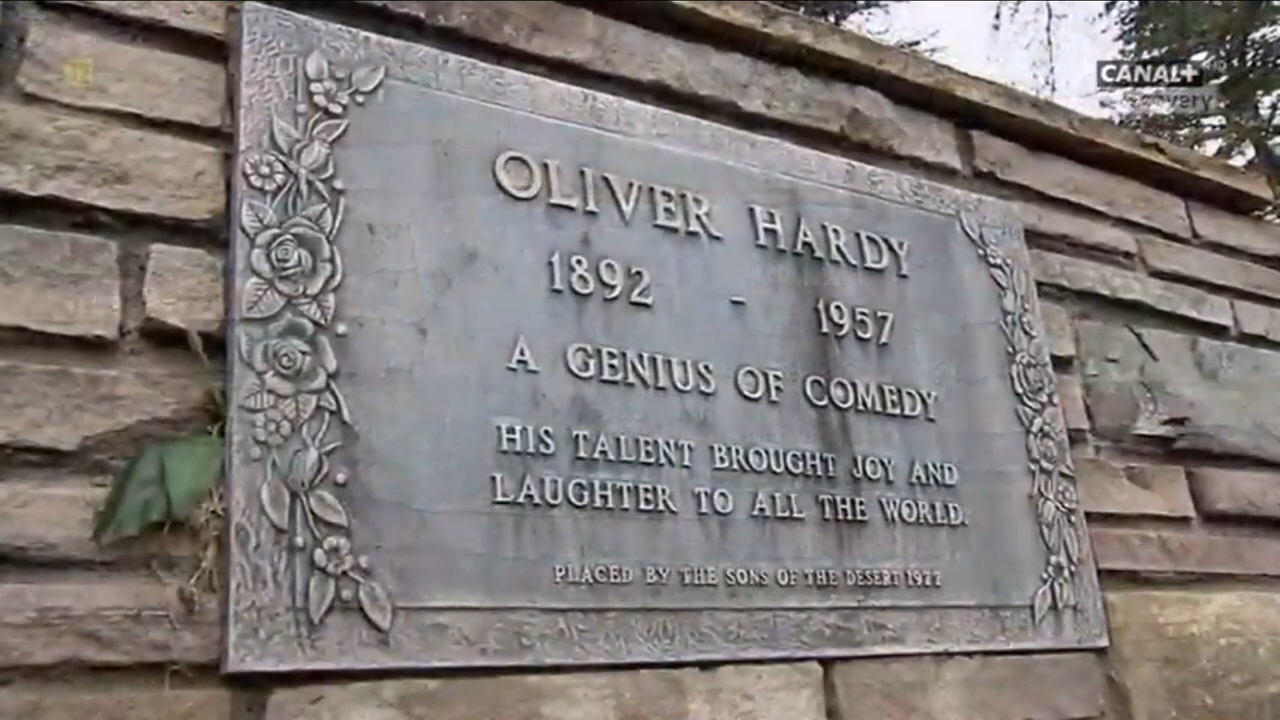 CANAL+
OLIVER HARDY
1892 - 1957
A GENIUS OF COMEDY
HIS TALENT BROUGHT JOY AND
LAUGHTER TO ALL THE WORLD.
PLACED BY THE SONS OF THE DESERT 1977